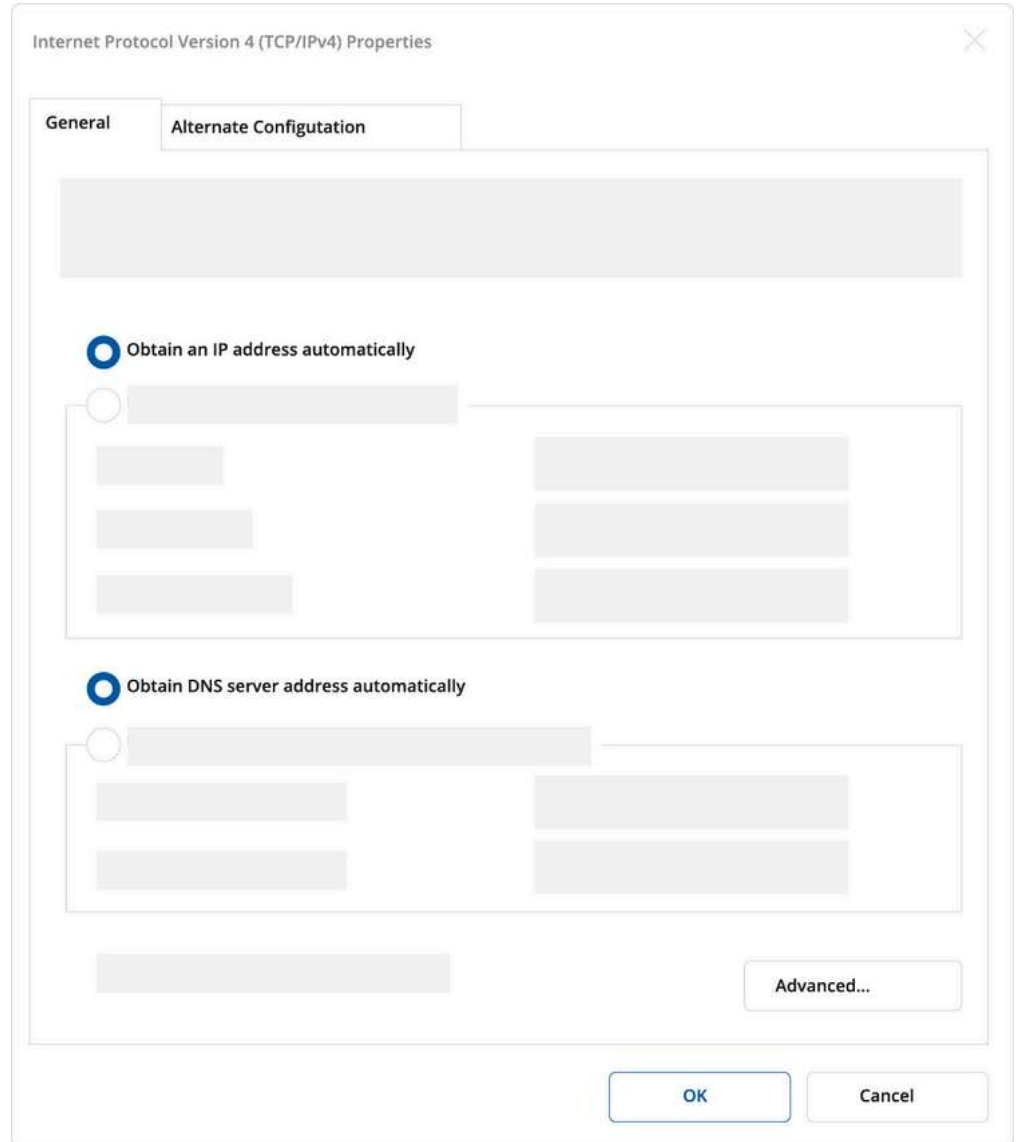 Internet Protocol Version 4 (TCP/IPv4) Properties
General
Alternate Configutation
Obtain an IP address automatically
Obtain DNS server address automatically
Advanced...
OK
Cancel